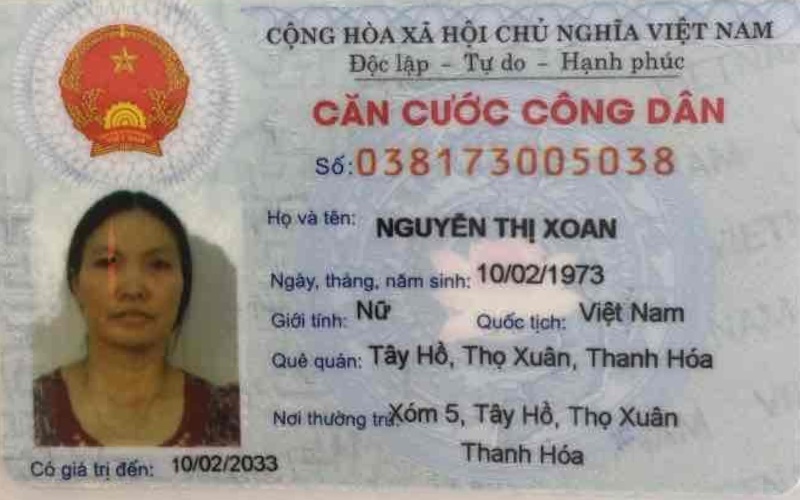 CỘNG HÒA XÃ HỘI CHỦ NGHĨA VIỆT NAM
Độc lập - Tự do - Hạnh phúc
CĂN CƯỚC CÔNG DÂN
Số: 038173005038
Họ và tên: NGUYỄN THỊ XOAN
Ngày, tháng, năm sinh: 10/02/1973
Giới tính: Nữ Quốc tịch: Việt Nam
Quê quán: Tây Hồ, Thọ Xuân, Thanh Hóa
Nơi thường trú: Xóm 5, Tây Hồ, Thọ Xuân
Thanh Hóa
Có giá trị đến: 10/02/2033